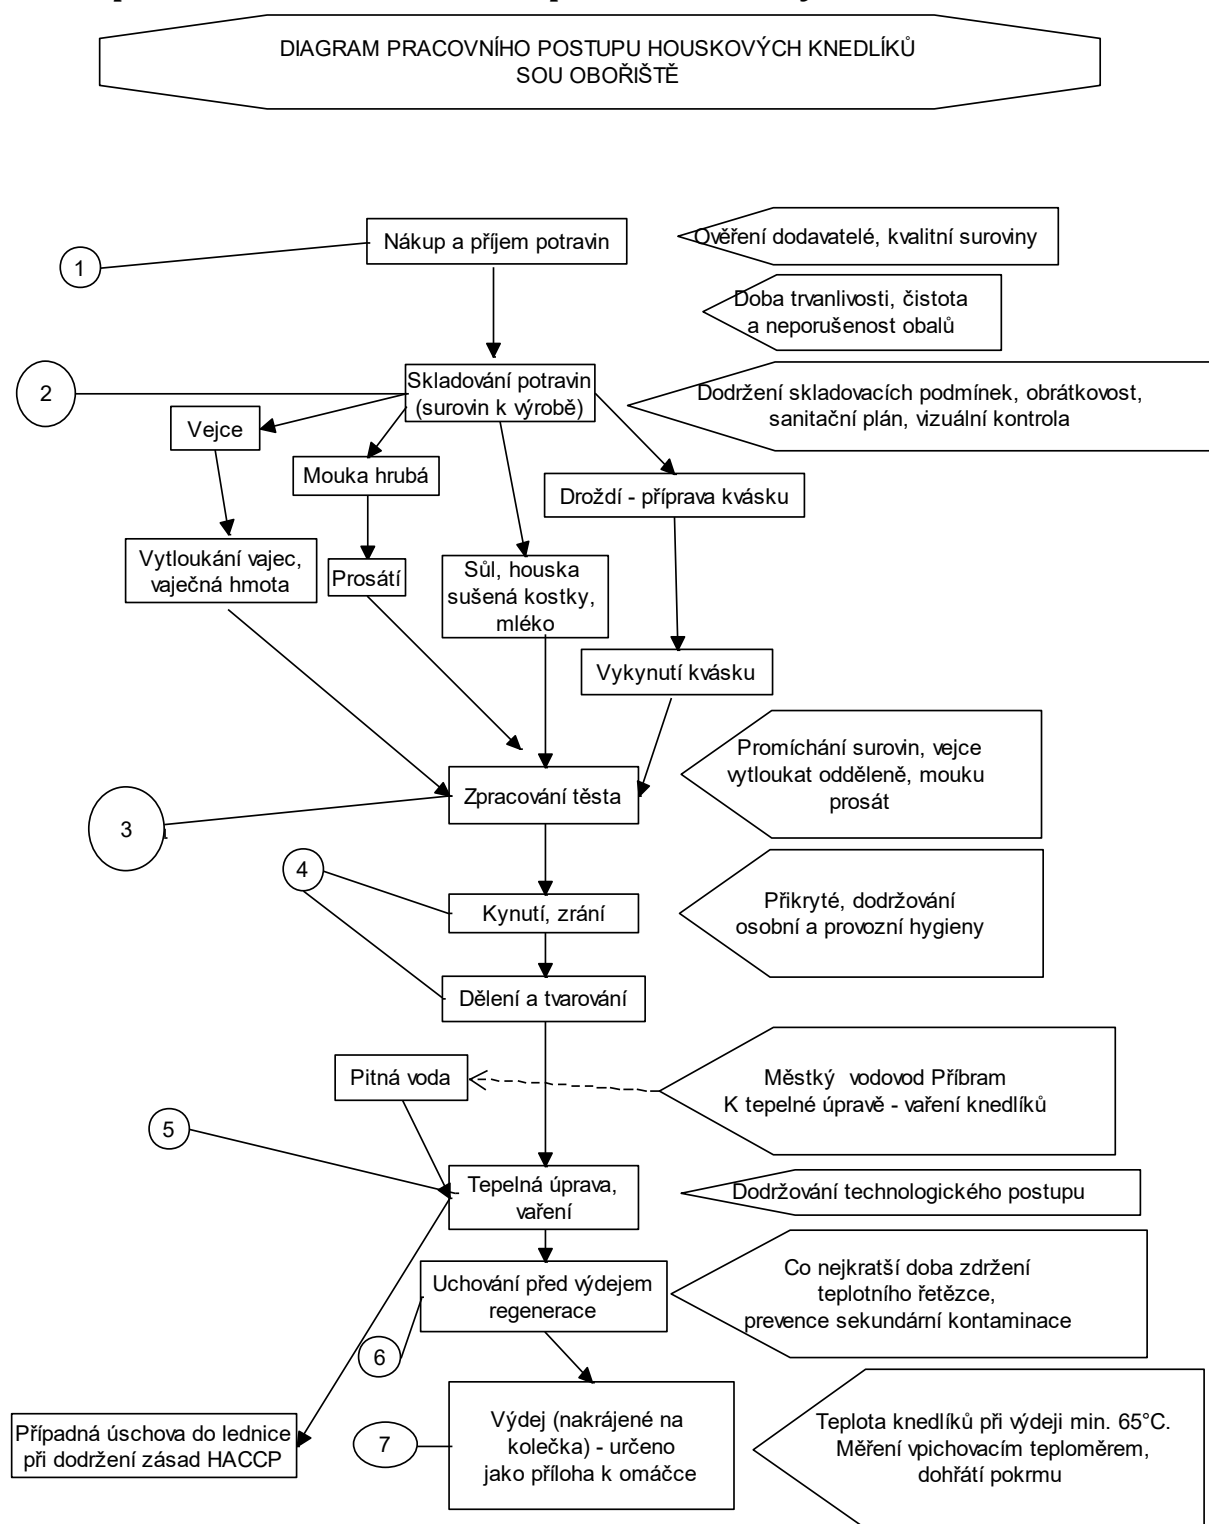 DIAGRAM PRACOVNÍHO POSTUPU HOUSKOVÝCH KNEDLÍKŮ
SOU OBOŘIŠTĚ
Nákup a příjem potravin
Ověření dodavatelé, kvalitní suroviny
1
Doba trvanlivosti, čistota
a neporušenost obalů
2
Skladování potravin
(surovin k výrobě)
Dodržení skladovacích podmínek, obrátkovost,
sanitační plán, vizuální kontrola
Vejce
Mouka hrubá
Droždí - příprava kvásku
Vytloukání vajec,
vaječná hmota
Prosátí
Sůl, houska
sušená kostky,
mléko
Vykynutí kvásku
Promíchání surovin, vejce
vytloukat odděleně, mouku
prosát
Zpracování těsta
3
4
Kynutí, zrání
Přikryté, dodržování
osobní a provozní hygieny
Dělení a tvarování
Pitná voda
Městký  vodovod Příbram
K tepelné úpravě - vaření knedlíků
5
Tepelná úprava,
vaření
Dodržování technologického postupu
Uchování před výdejem
regenerace
Co nejkratší doba zdržení
teplotního řetězce,
prevence sekundární kontaminace
6
Případná úschova do lednice
při dodržení zásad HACCP
7
Výdej (nakrájené na
kolečka) - určeno
jako příloha k omáčce
Teplota knedlíků při výdeji min. 65°C.
Měření vpichovacím teploměrem,
dohřátí pokrmu